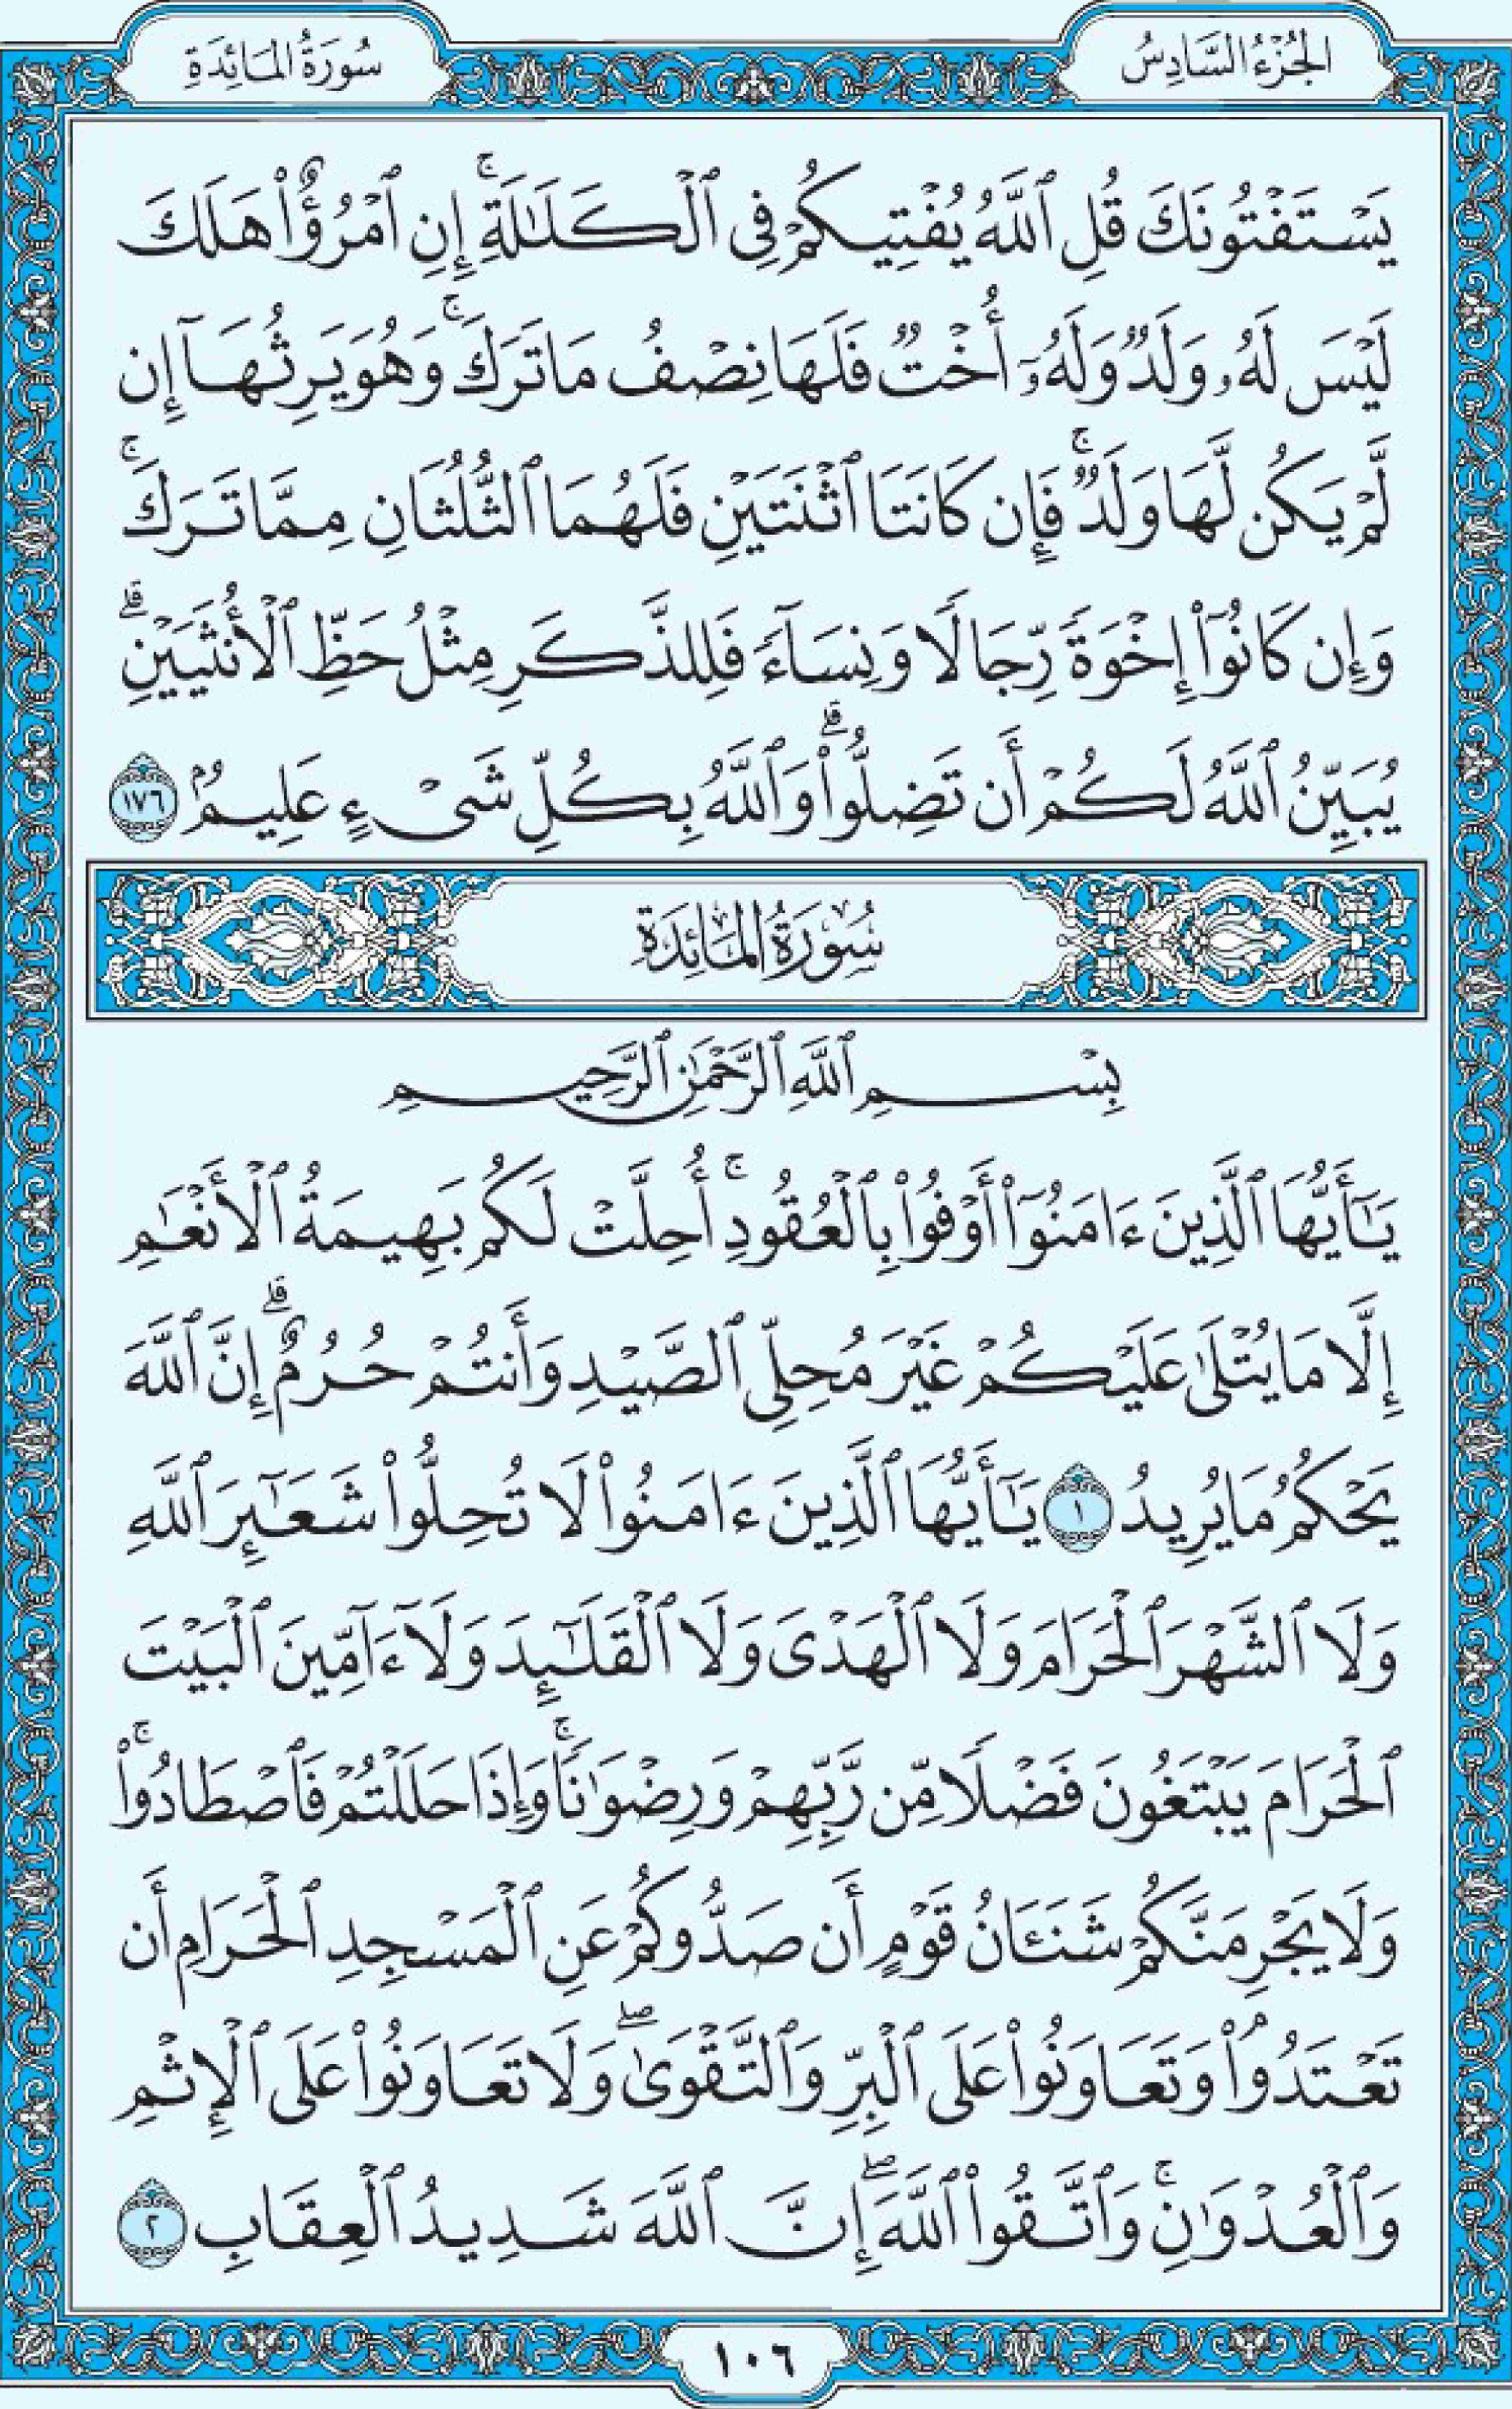 الجُزْءُ السَّادِسُ
سُورَةُ المَائِدَةِ
يَسْتَفْتُونَكَ قُلِ ٱللَّهُ يُفْتِيكُمْ فِى ٱلْكَلَـٰلَةِ ۚ إِنِ ٱمْرُؤٌا۟ هَلَكَ
لَيْسَ لَهُۥ وَلَدٌ وَلَهُۥٓ أُخْتٌ فَلَهَا نِصْفُ مَا تَرَكَ ۚ وَهُوَ يَرِثُهَآ إِن
لَّمْ يَكُن لَّهَا وَلَدٌ ۚ فَإِن كَانَتَا ٱثْنَتَيْنِ فَلَهُمَا ٱلثُّلُثَانِ مِمَّا تَرَكَ ۚ
وَإِن كَانُوٓا۟ إِخْوَةً رِّجَالًا وَنِسَآءً فَلِلذَّكَرِ مِثْلُ حَظِّ ٱلْأُنثَيَيْنِ ۗ
يُبَيِّنُ ٱللَّهُ لَكُمْ أَن تَضِلُّوا۟ ۗ وَٱللَّهُ بِكُلِّ شَىْءٍ عَلِيمٌۢ ١٧٦
سُورَةُ المَائِدَةِ
بِسْمِ ٱللَّهِ ٱلرَّحْمَـٰنِ ٱلرَّحِيمِ
يَـٰٓأَيُّهَا ٱلَّذِينَ ءَامَنُوٓا۟ أَوْفُوا۟ بِٱلْعُقُودِ ۚ أُحِلَّتْ لَكُم بَهِيمَةُ ٱلْأَنْعَـٰمِ
إِلَّا مَا يُتْلَىٰ عَلَيْكُمْ غَيْرَ مُحِلِّى ٱلصَّيْدِ وَأَنتُمْ حُرُمٌ ۗ إِنَّ ٱللَّهَ
يَحْكُمُ مَا يُرِيدُ ١ يَـٰٓأَيُّهَا ٱلَّذِينَ ءَامَنُوا۟ لَا تُحِلُّوا۟ شَعَـٰٓئِرَ ٱللَّهِ
وَلَا ٱلشَّهْرَ ٱلْحَرَامَ وَلَا ٱلْهَدْىَ وَلَا ٱلْقَلَـٰٓئِدَ وَلَآ ءَآمِّينَ ٱلْبَيْتَ
ٱلْحَرَامَ يَبْتَغُونَ فَضْلًا مِّن رَّبِّهِمْ وَرِضْوَٰنًا ۚ وَإِذَا حَلَلْتُمْ فَٱصْطَادُوا۟ ۚ
وَلَا يَجْرِمَنَّكُمْ شَنَـَٔانُ قَوْمٍ أَن صَدُّوكُمْ عَنِ ٱلْمَسْجِدِ ٱلْحَرَامِ أَن
تَعْتَدُوا۟ ۘ وَتَعَاوَنُوا۟ عَلَى ٱلْبِرِّ وَٱلتَّقْوَىٰ ۖ وَلَا تَعَاوَنُوا۟ عَلَى ٱلْإِثْمِ
وَٱلْعُدْوَٰنِ ۚ وَٱتَّقُوا۟ ٱللَّهَ ۖ إِنَّ ٱللَّهَ شَدِيدُ ٱلْعِقَابِ ٢
١٠٦